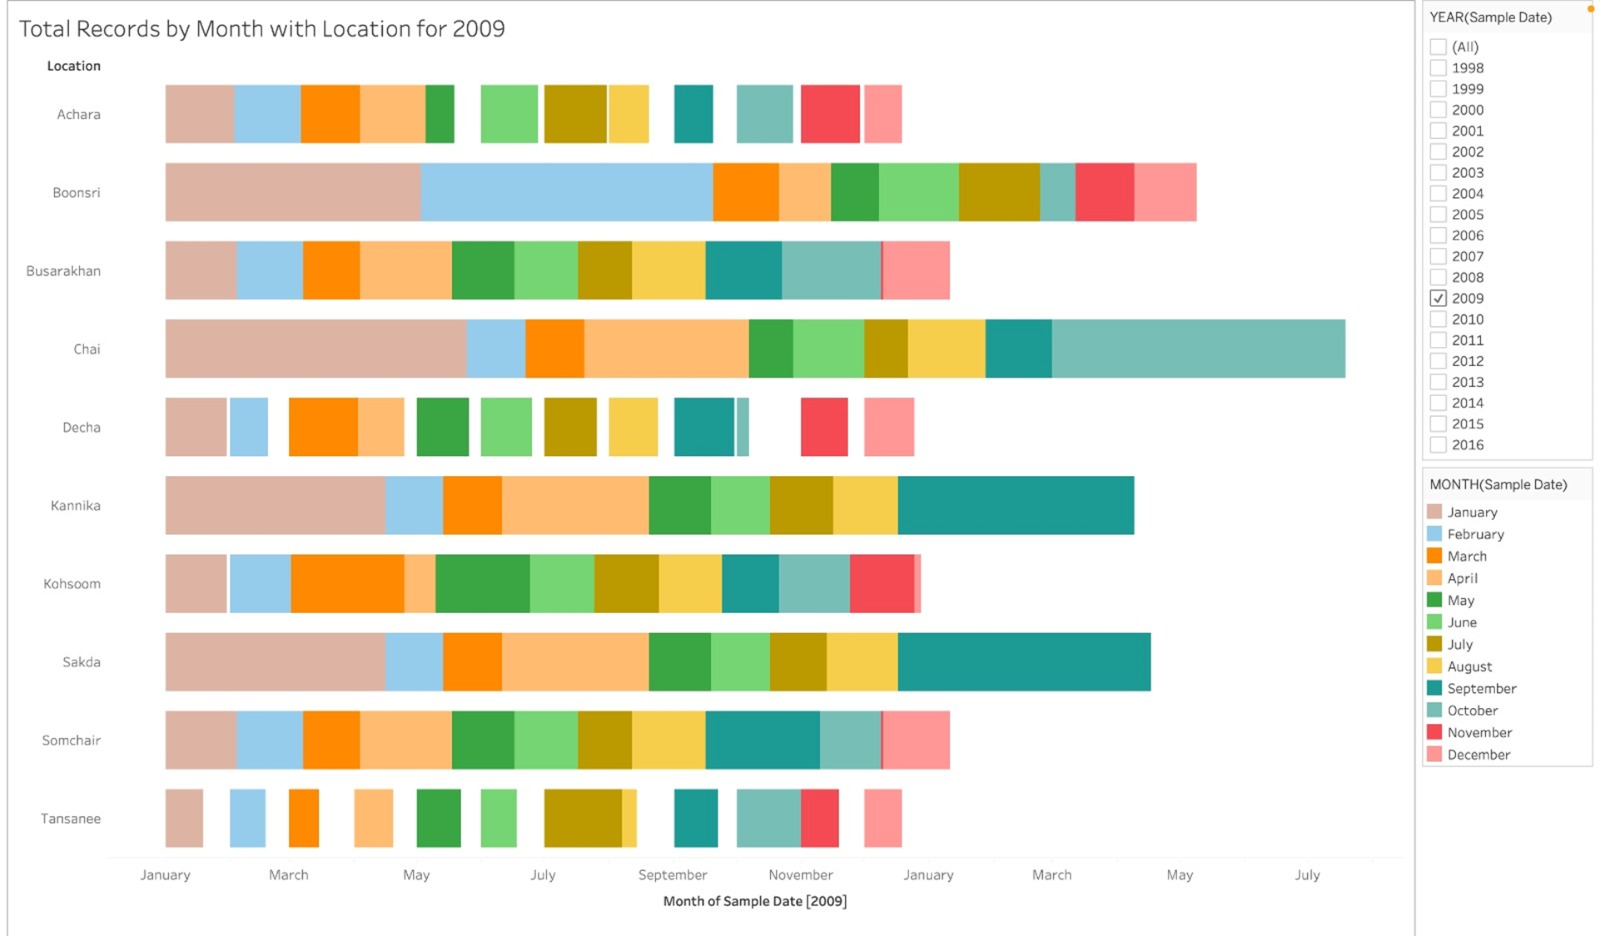 Total Records by Month with Location for 2009
Location
Achara
Boonsri
Busarakhan
Chai
Decha
Kannika
Kohsoom
Sakda
Somchair
Tansanee
January March May July September November January March May July
Month of Sample Date [2009]
YEAR(Sample Date)
(All)
1998
1999
2000
2001
2002
2003
2004
2005
2006
2007
2008
2009
2010
2011
2012
2013
2014
2015
2016
MONTH(Sample Date)
January
February
March
April
May
June
July
August
September
October
November
December